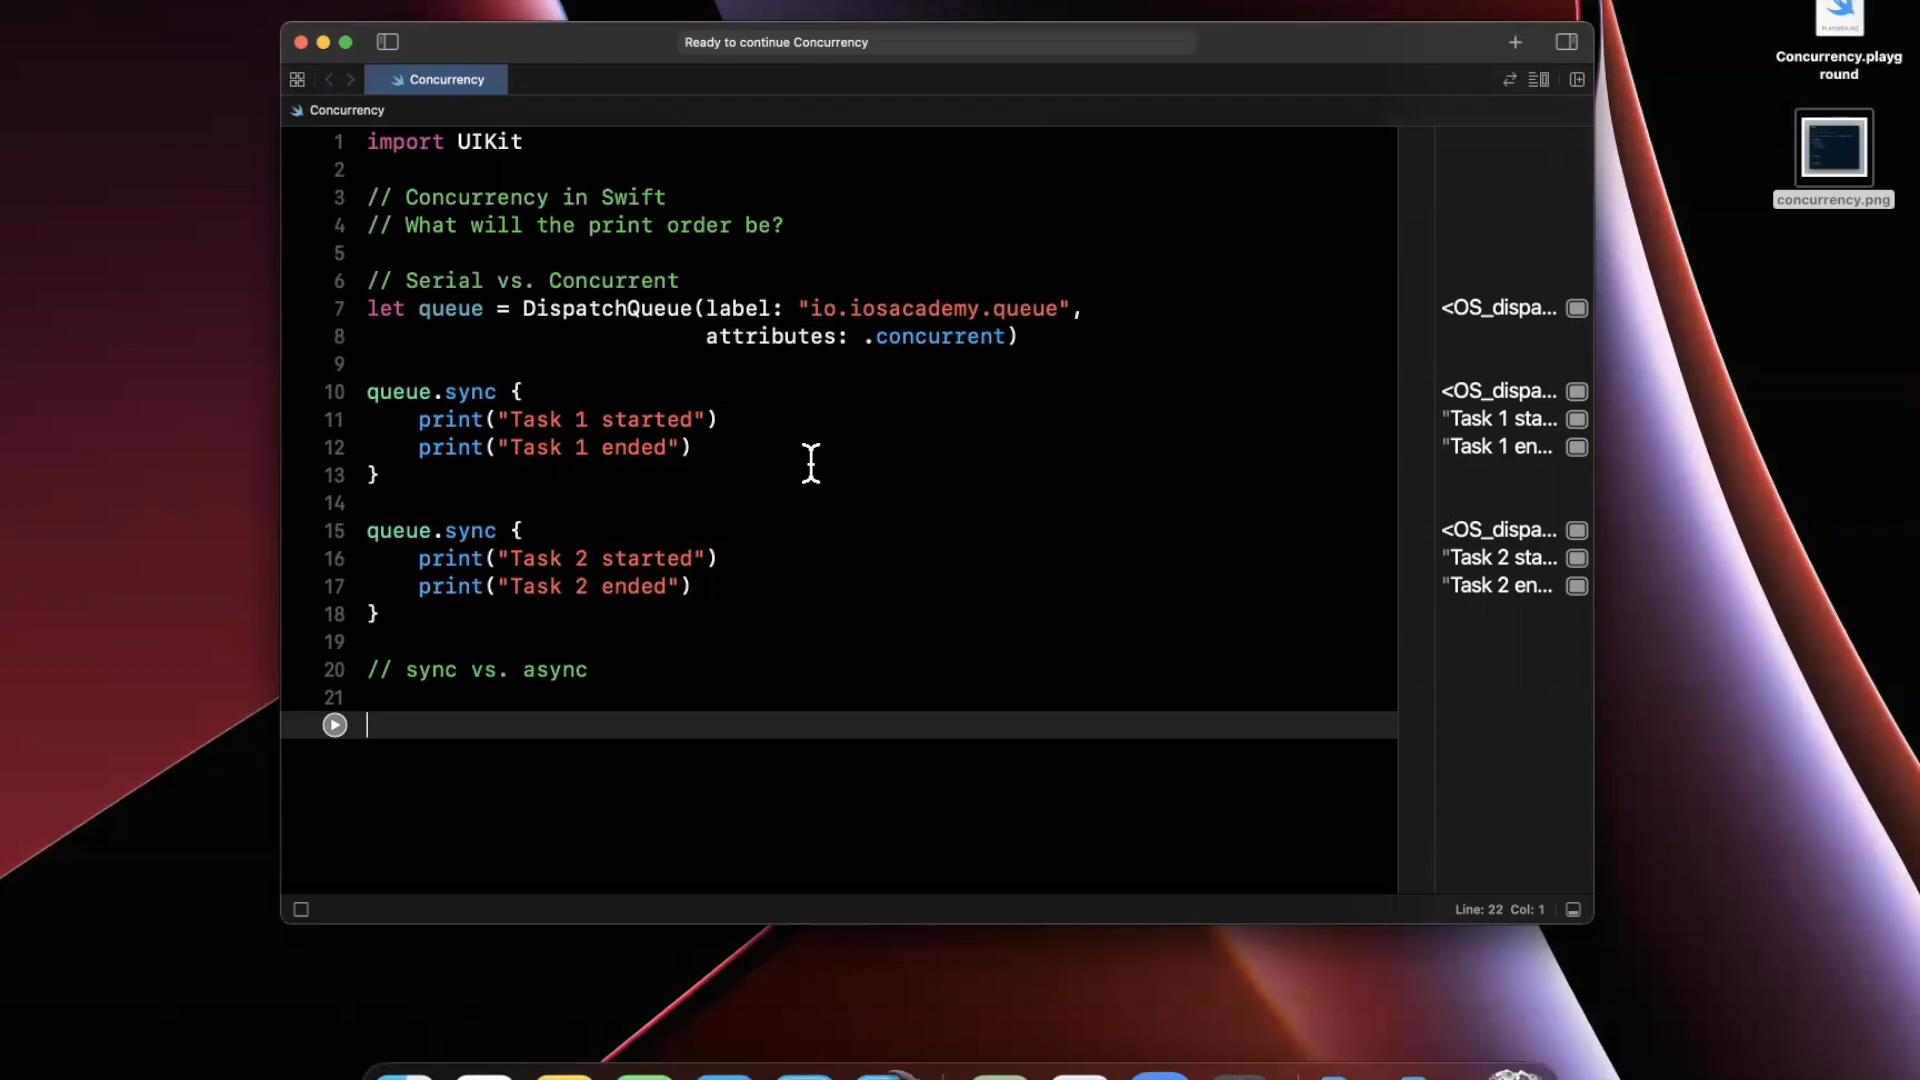 Ready to continue Concurrency
Concurrency
Concurrency
1 import UIKit
2
3 // Concurrency in Swift
4 // What will the print order be?
5
6 // Serial vs. Concurrent
7 let queue = DispatchQueue(label: "io.iosacademy.queue", <OS_dispa...
8 attributes: .concurrent)
9
10 queue.sync { <OS_dispa...
11 print("Task 1 started") "Task 1 sta...
12 print("Task 1 ended") "Task 1 en...
13 }
14
15 queue.sync { <OS_dispa...
16 print("Task 2 started") "Task 2 sta...
17 print("Task 2 ended") "Task 2 en...
18 }
19
20 // sync vs. async
21
Line: 22 Col: 1
Concurrency.playg
round
concurrency.png